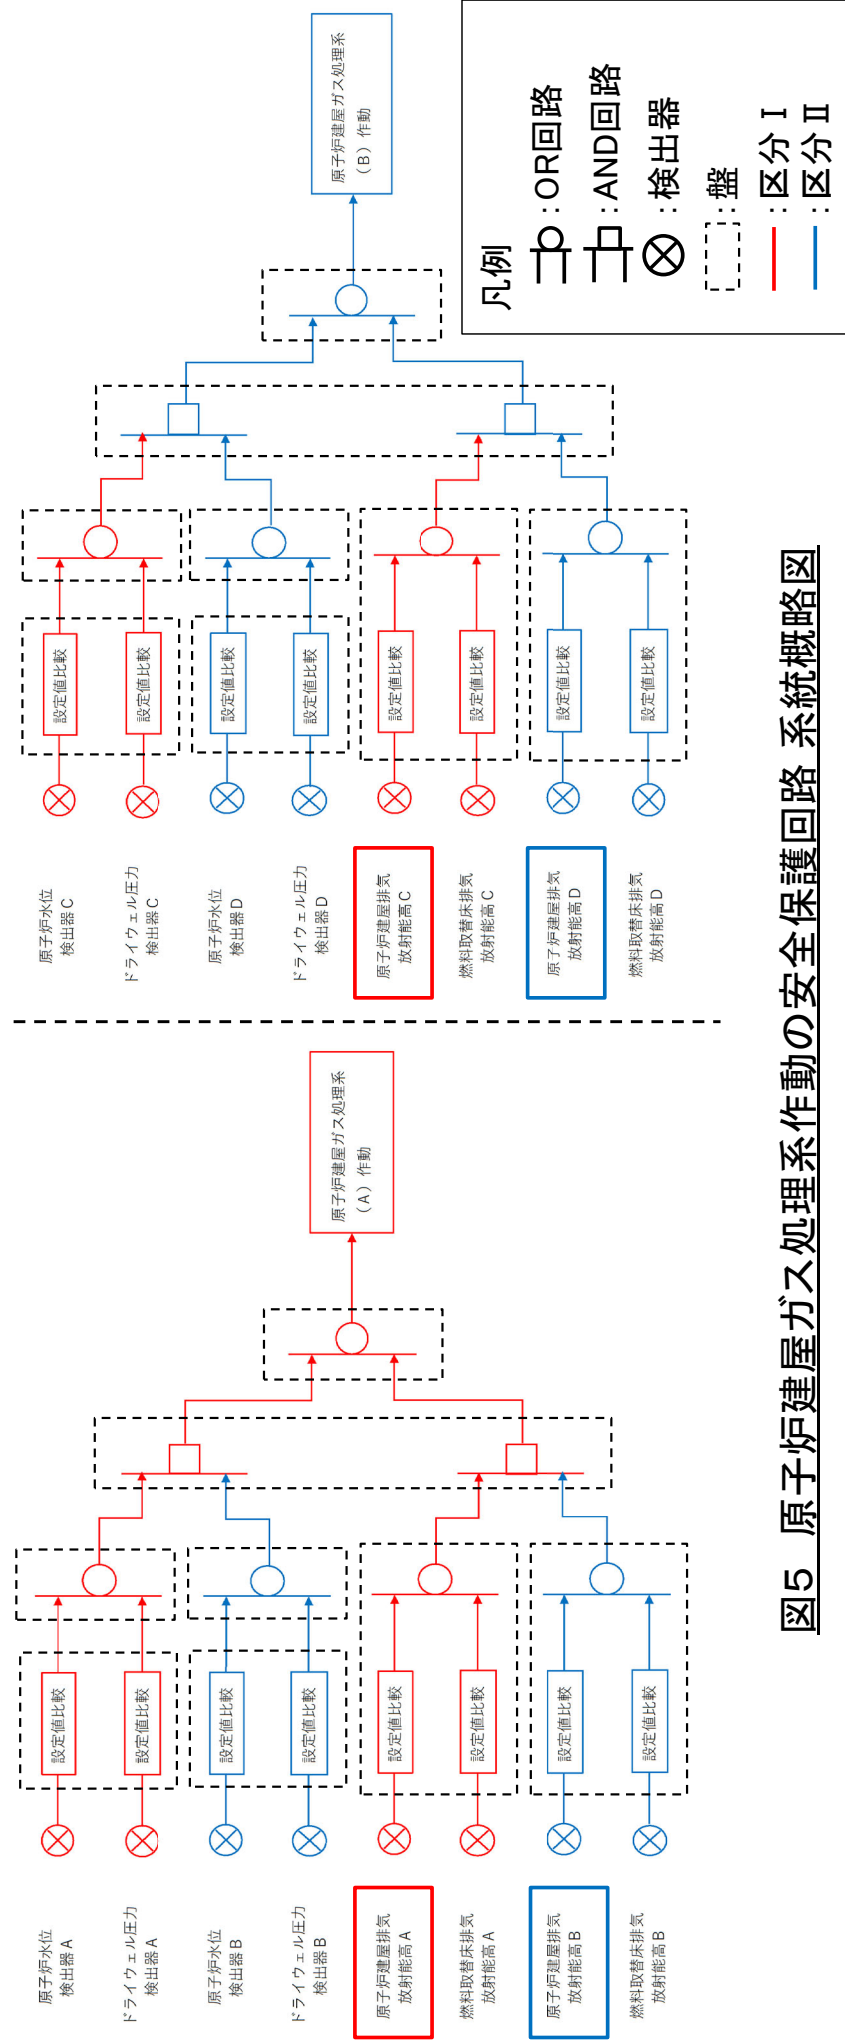 原子炉水位
検出器A
設定値比較
ドライウェル圧力
検出器A
設定値比較
原子炉水位
検出器B
設定値比較
ドライウェル圧力
検出器B
設定値比較
原子炉建屋排気
放射能高A
設定値比較
燃料取替床排気
放射能高A
設定値比較
原子炉建屋排気
放射能高B
設定値比較
燃料取替床排気
放射能高B
設定値比較
原子炉建屋ガス処理系
（A）作動
原子炉水位
検出器C
設定値比較
ドライウェル圧力
検出器C
設定値比較
原子炉水位
検出器D
設定値比較
ドライウェル圧力
検出器D
設定値比較
原子炉建屋排気
放射能高C
設定値比較
燃料取替床排気
放射能高C
設定値比較
原子炉建屋排気
放射能高D
設定値比較
燃料取替床排気
放射能高D
設定値比較
原子炉建屋ガス処理系
（B）作動
凡例
：OR回路
：AND回路
：検出器
：盤
：区分Ⅰ
：区分Ⅱ
図5 原子炉建屋ガス処理系作動の安全保護回路 系統概略図